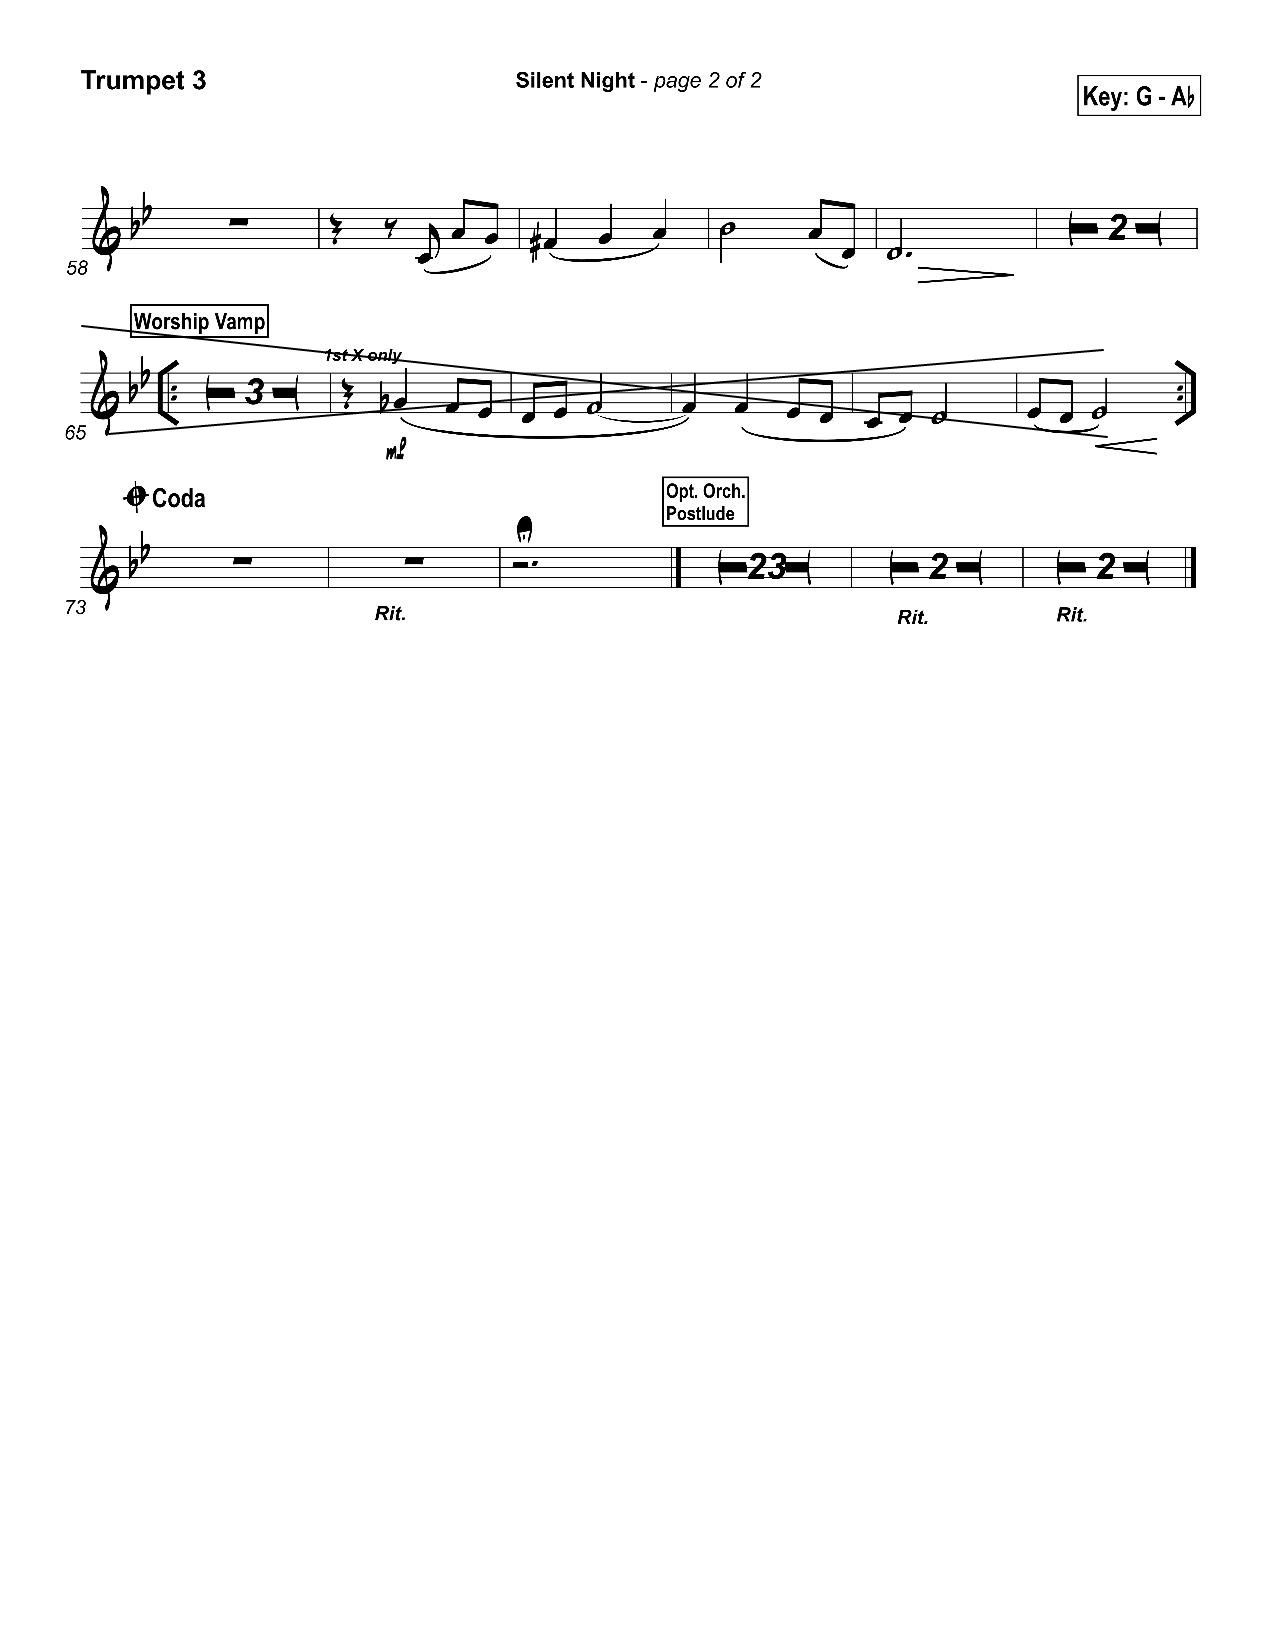 Trumpet 3
Silent Night - page 2 of 2
Key: G - A♭
2
58
Worship Vamp
1st X only
3
65
mf
Coda
Opt. Orch.
Postlude
23 2 2
73
Rit. Rit. Rit.